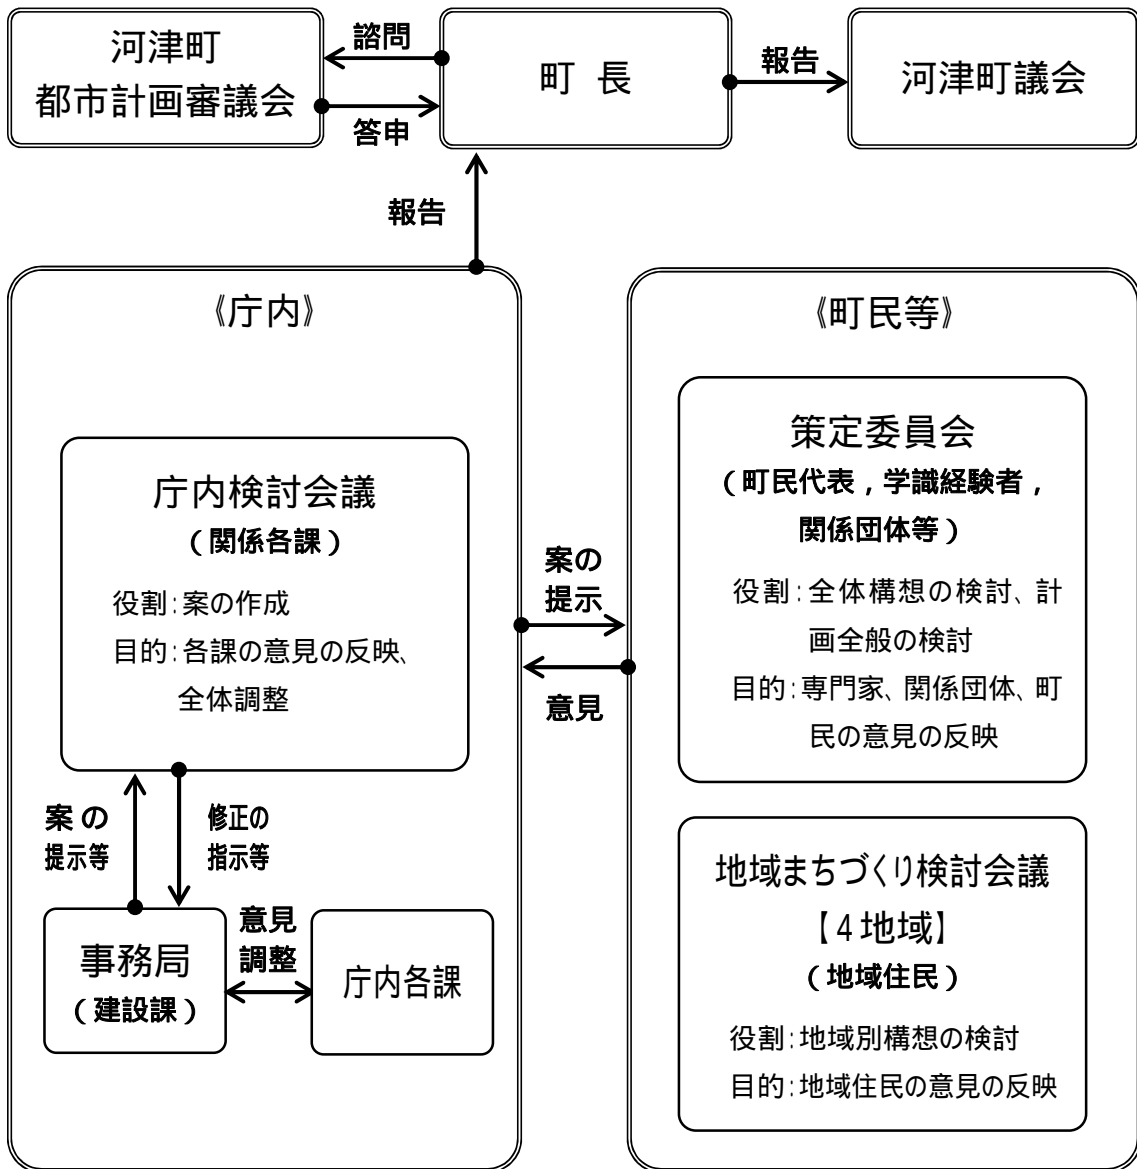 河津町
都市計画審議会
諮問
答申
町 長
報告
河津町議会
報告
《庁内》
庁内検討会議
(関係各課)
役割:案の作成
目的:各課の意見の反映、
全体調整
案 の
提示等
修正の
指示等
事務局
(建設課)
意見
調整
庁内各課
案の
提示
意見
《町民等》
策定委員会
(町民代表,学識経験者,
関係団体等)
役割:全体構想の検討、計
画全般の検討
目的:専門家、関係団体、町
民の意見の反映
地域まちづくり検討会議
【4地域】
(地域住民)
役割:地域別構想の検討
目的:地域住民の意見の反映